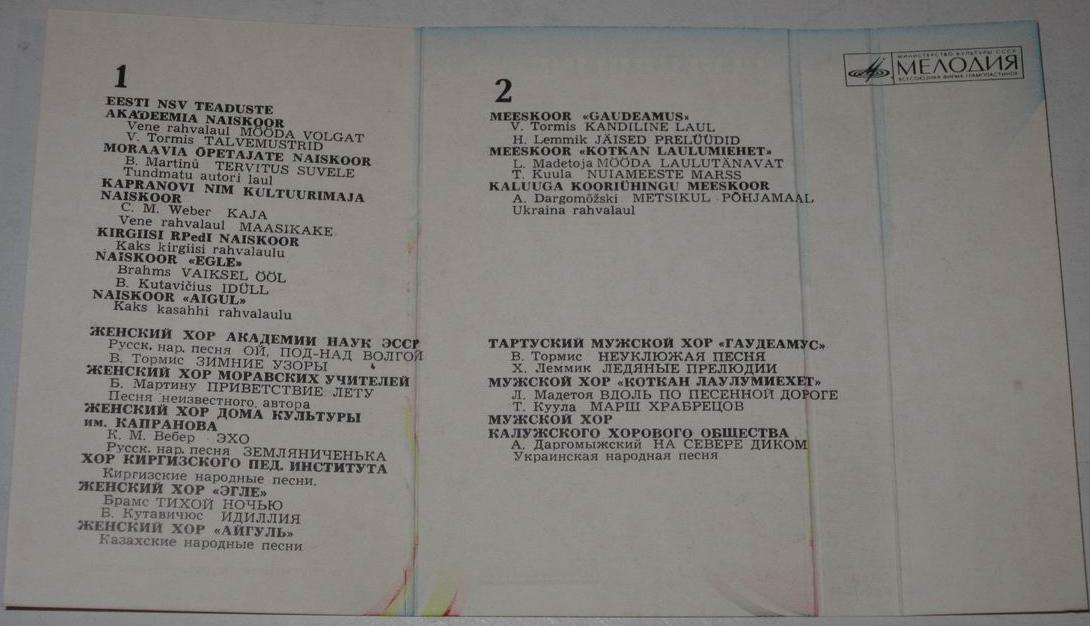 1
EESTI NSV TEADUSTE
AKADEEMIA NAISKOOR
Vene rahvalaul MÖÖDA VOLGAT
V. Tormis TALVEMUSTRID
MORAAVIA ÕPETAJATE NAISKOOR
B. Martinů TERVITUS SUVELE
Tundmatu autori laul
KAPRANOVI NIM KULTUURIMAJA
NAISKOOR
C. M. Weber KAJA
Vene rahvalaul MAASIKAKE
KIRGIISI RPedI NAISKOOR
Kaks kirgiisi rahvalaulu
NAISKOOR «EGLE»
Brahms VAIKSEL ÖÖL
B. Kutavičius IDÜLL
NAISKOOR «AIGUL»
Kaks kasahhi rahvalaulu
ЖЕНСКИЙ ХОР АКАДЕМИИ НАУК ЭССР
Русск. нар. песня ОЙ, ПОД-НАД ВОЛГОЙ
В. Тормис ЗИМНИЕ УЗОРЫ
ЖЕНСКИЙ ХОР МОРАВСКИХ УЧИТЕЛЕЙ
Б. Мартину ПРИВЕТСТВИЕ ЛЕТУ
Песня неизвестного автора
ЖЕНСКИЙ ХОР ДОМА КУЛЬТУРЫ
им. КАПРАНОВА
К. М. Вебер ЭХО
Русск. нар. песня ЗЕМЛЯНИЧЕНЬКА
ХОР КИРГИЗСКОГО ПЕД. ИНСТИТУТА
Киргизские народные песни.
ЖЕНСКИЙ ХОР «ЭГЛЕ»
Брамс ТИХОЙ НОЧЬЮ
В. Кутавичюс ИДИЛЛИЯ
ЖЕНСКИЙ ХОР «АЙГУЛЬ»
Казахские народные песни
2
MEESKOOR «GAUDEAMUS»
V. Tormis KANDILINE LAUL
H. Lemmik JÄISED PRELÜÜDID
MEESKOOR «KOTKAN LAULUMIEHET»
L. Madetoja MÖÖDA LAULUTÄNAVAT
T. Kuula NUIAMEESTE MARSS
KALUUGA KOORIÜHINGU MEESKOOR
A. Dargomõžski METSIKUL PÕHJAMAAL
Ukraina rahvalaul
ТАРТУСКИЙ МУЖСКОЙ ХОР «ГАУДЕАМУС»
В. Тормис НЕУКЛЮЖАЯ ПЕСНЯ
Х. Леммик ЛЕДЯНЫЕ ПРЕЛЮДИИ
МУЖСКОЙ ХОР «КОТКАН ЛАУЛУМИЕХЕТ»
Л. Мадетоя ВДОЛЬ ПО ПЕСЕННОЙ ДОРОГЕ
Т. Куула МАРШ ХРАБРЕЦОВ
МУЖСКОЙ ХОР
КАЛУЖСКОГО ХОРОВОГО ОБЩЕСТВА
А. Даргомыжский НА СЕВЕРЕ ДИКОМ
Украинская народная песня
МИНИСТЕРСТВО КУЛЬТУРЫ СССР
МЕЛОДИЯ
ВСЕСОЮЗНАЯ ФИРМА ГРАМПЛАСТИНОК